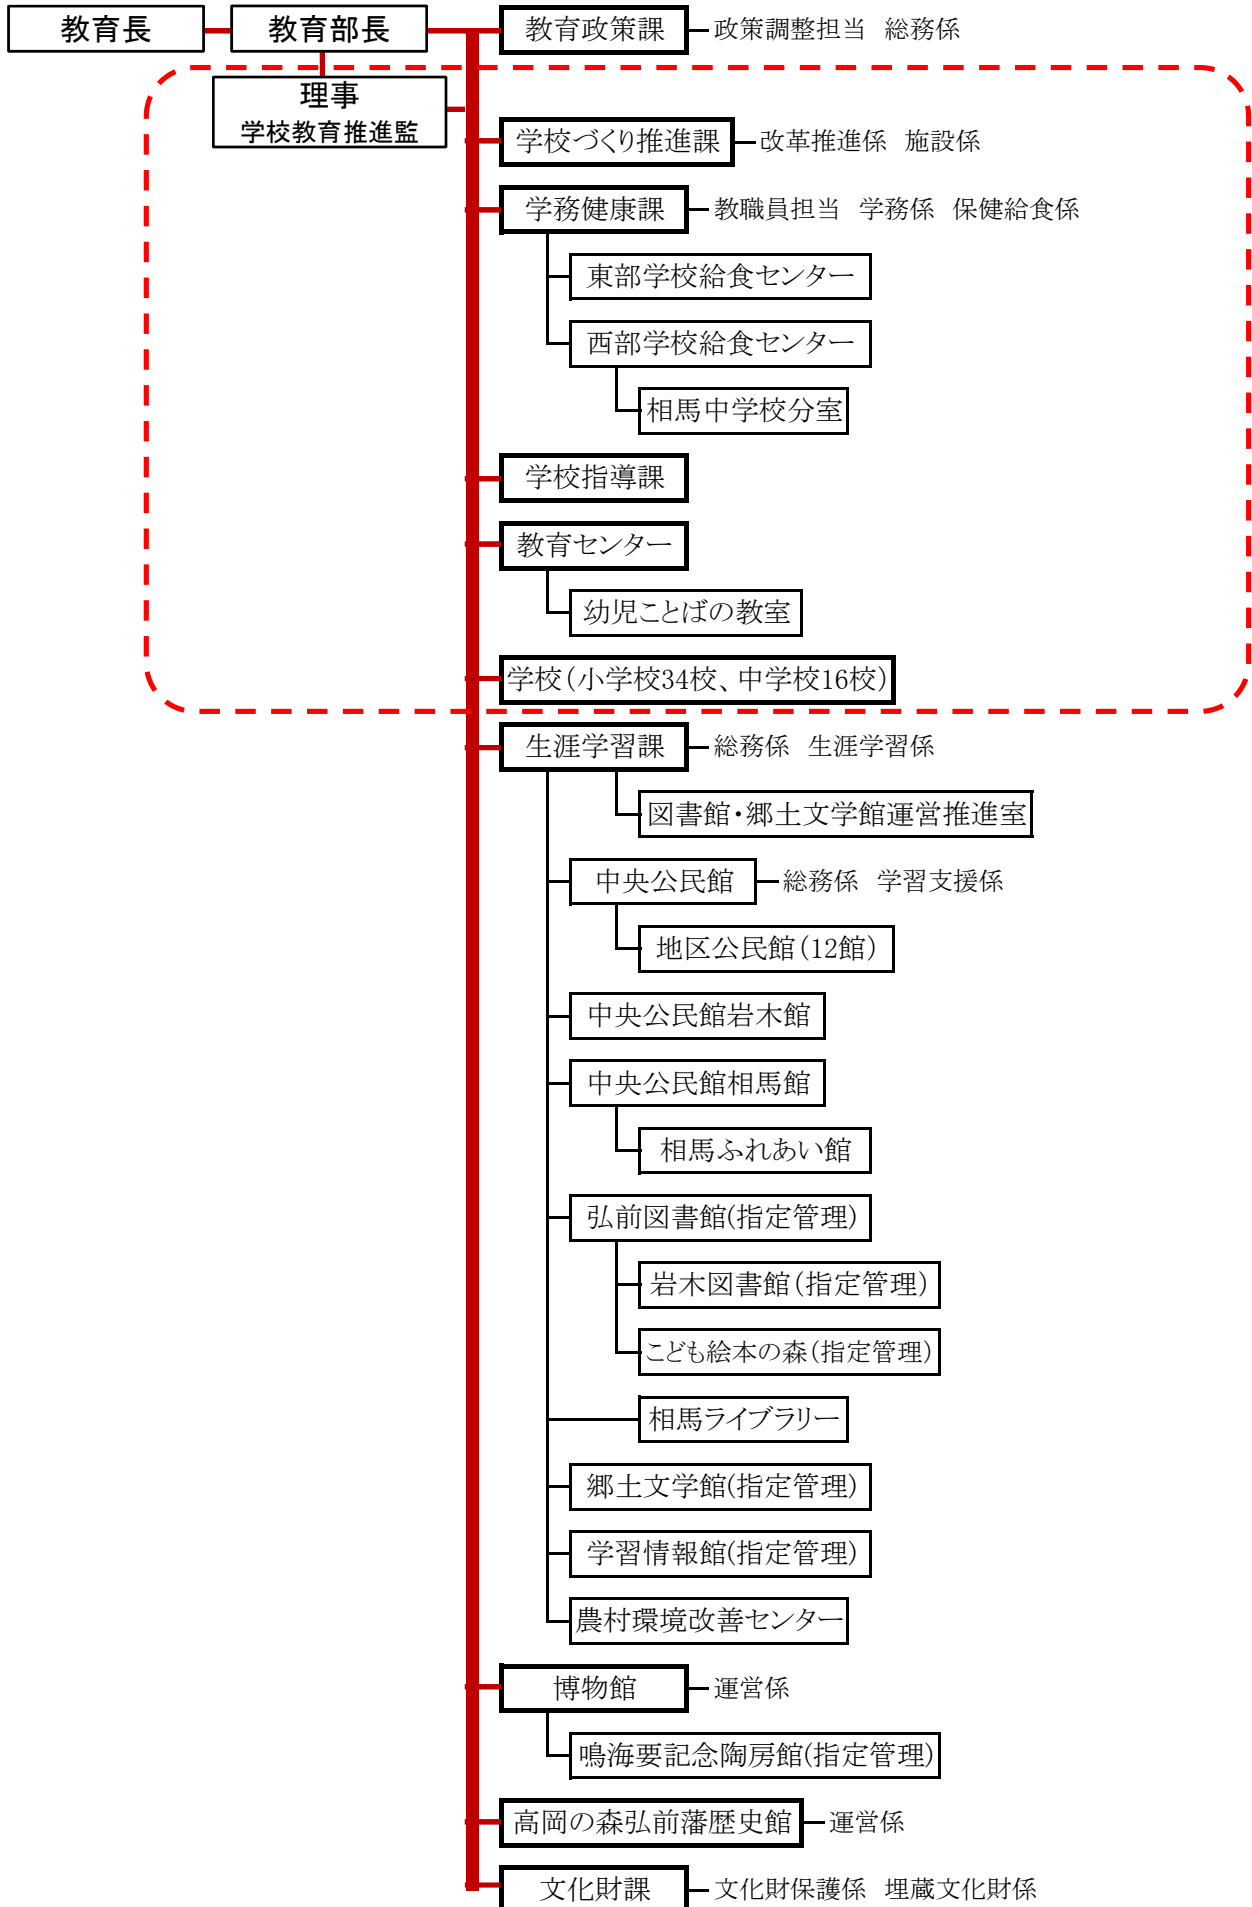 教育長 教育部長 教育政策課 政策調整担当 総務係
理事
学校教育推進監
学校づくり推進課 改革推進係 施設係
学務健康課 教職員担当 学務係 保健給食係
東部学校給食センター
西部学校給食センター
相馬中学校分室
学校指導課
教育センター
幼児ことばの教室
学校(小学校34校、中学校16校)
生涯学習課 総務係 生涯学習係
図書館・郷土文学館運営推進室
中央公民館 総務係 学習支援係
地区公民館(12館)
中央公民館岩木館
中央公民館相馬館
相馬ふれあい館
弘前図書館(指定管理)
岩木図書館(指定管理)
こども絵本の森(指定管理)
相馬ライブラリー
郷土文学館(指定管理)
学習情報館(指定管理)
農村環境改善センター
博物館 運営係
鳴海要記念陶房館(指定管理)
高岡の森弘前藩歴史館 運営係
文化財課 文化財保護係 埋蔵文化財係